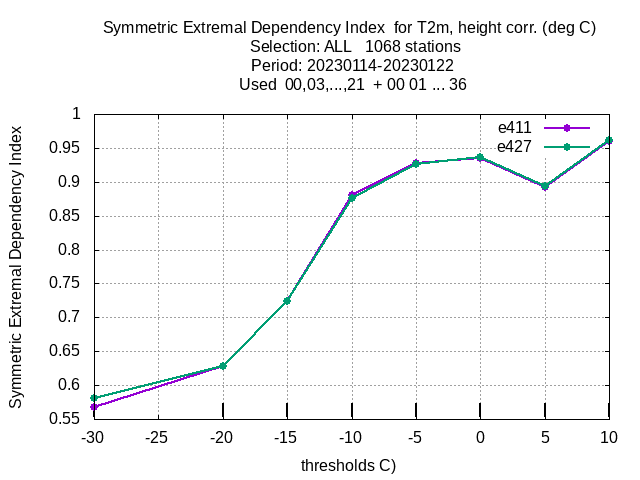 Symmetric Extremal Dependency Index  for T2m, height corr. (deg C)
Selection: ALL   1068 stations
Period: 20230114-20230122
Used  00,03,...,21  + 00 01 ... 36
Symmetric Extremal Dependency Index
1
0.95
0.9
0.85
0.8
0.75
0.7
0.65
0.6
0.55
e411
e427
-30 -25 -20 -15 -10 -5 0 5 10
thresholds C)